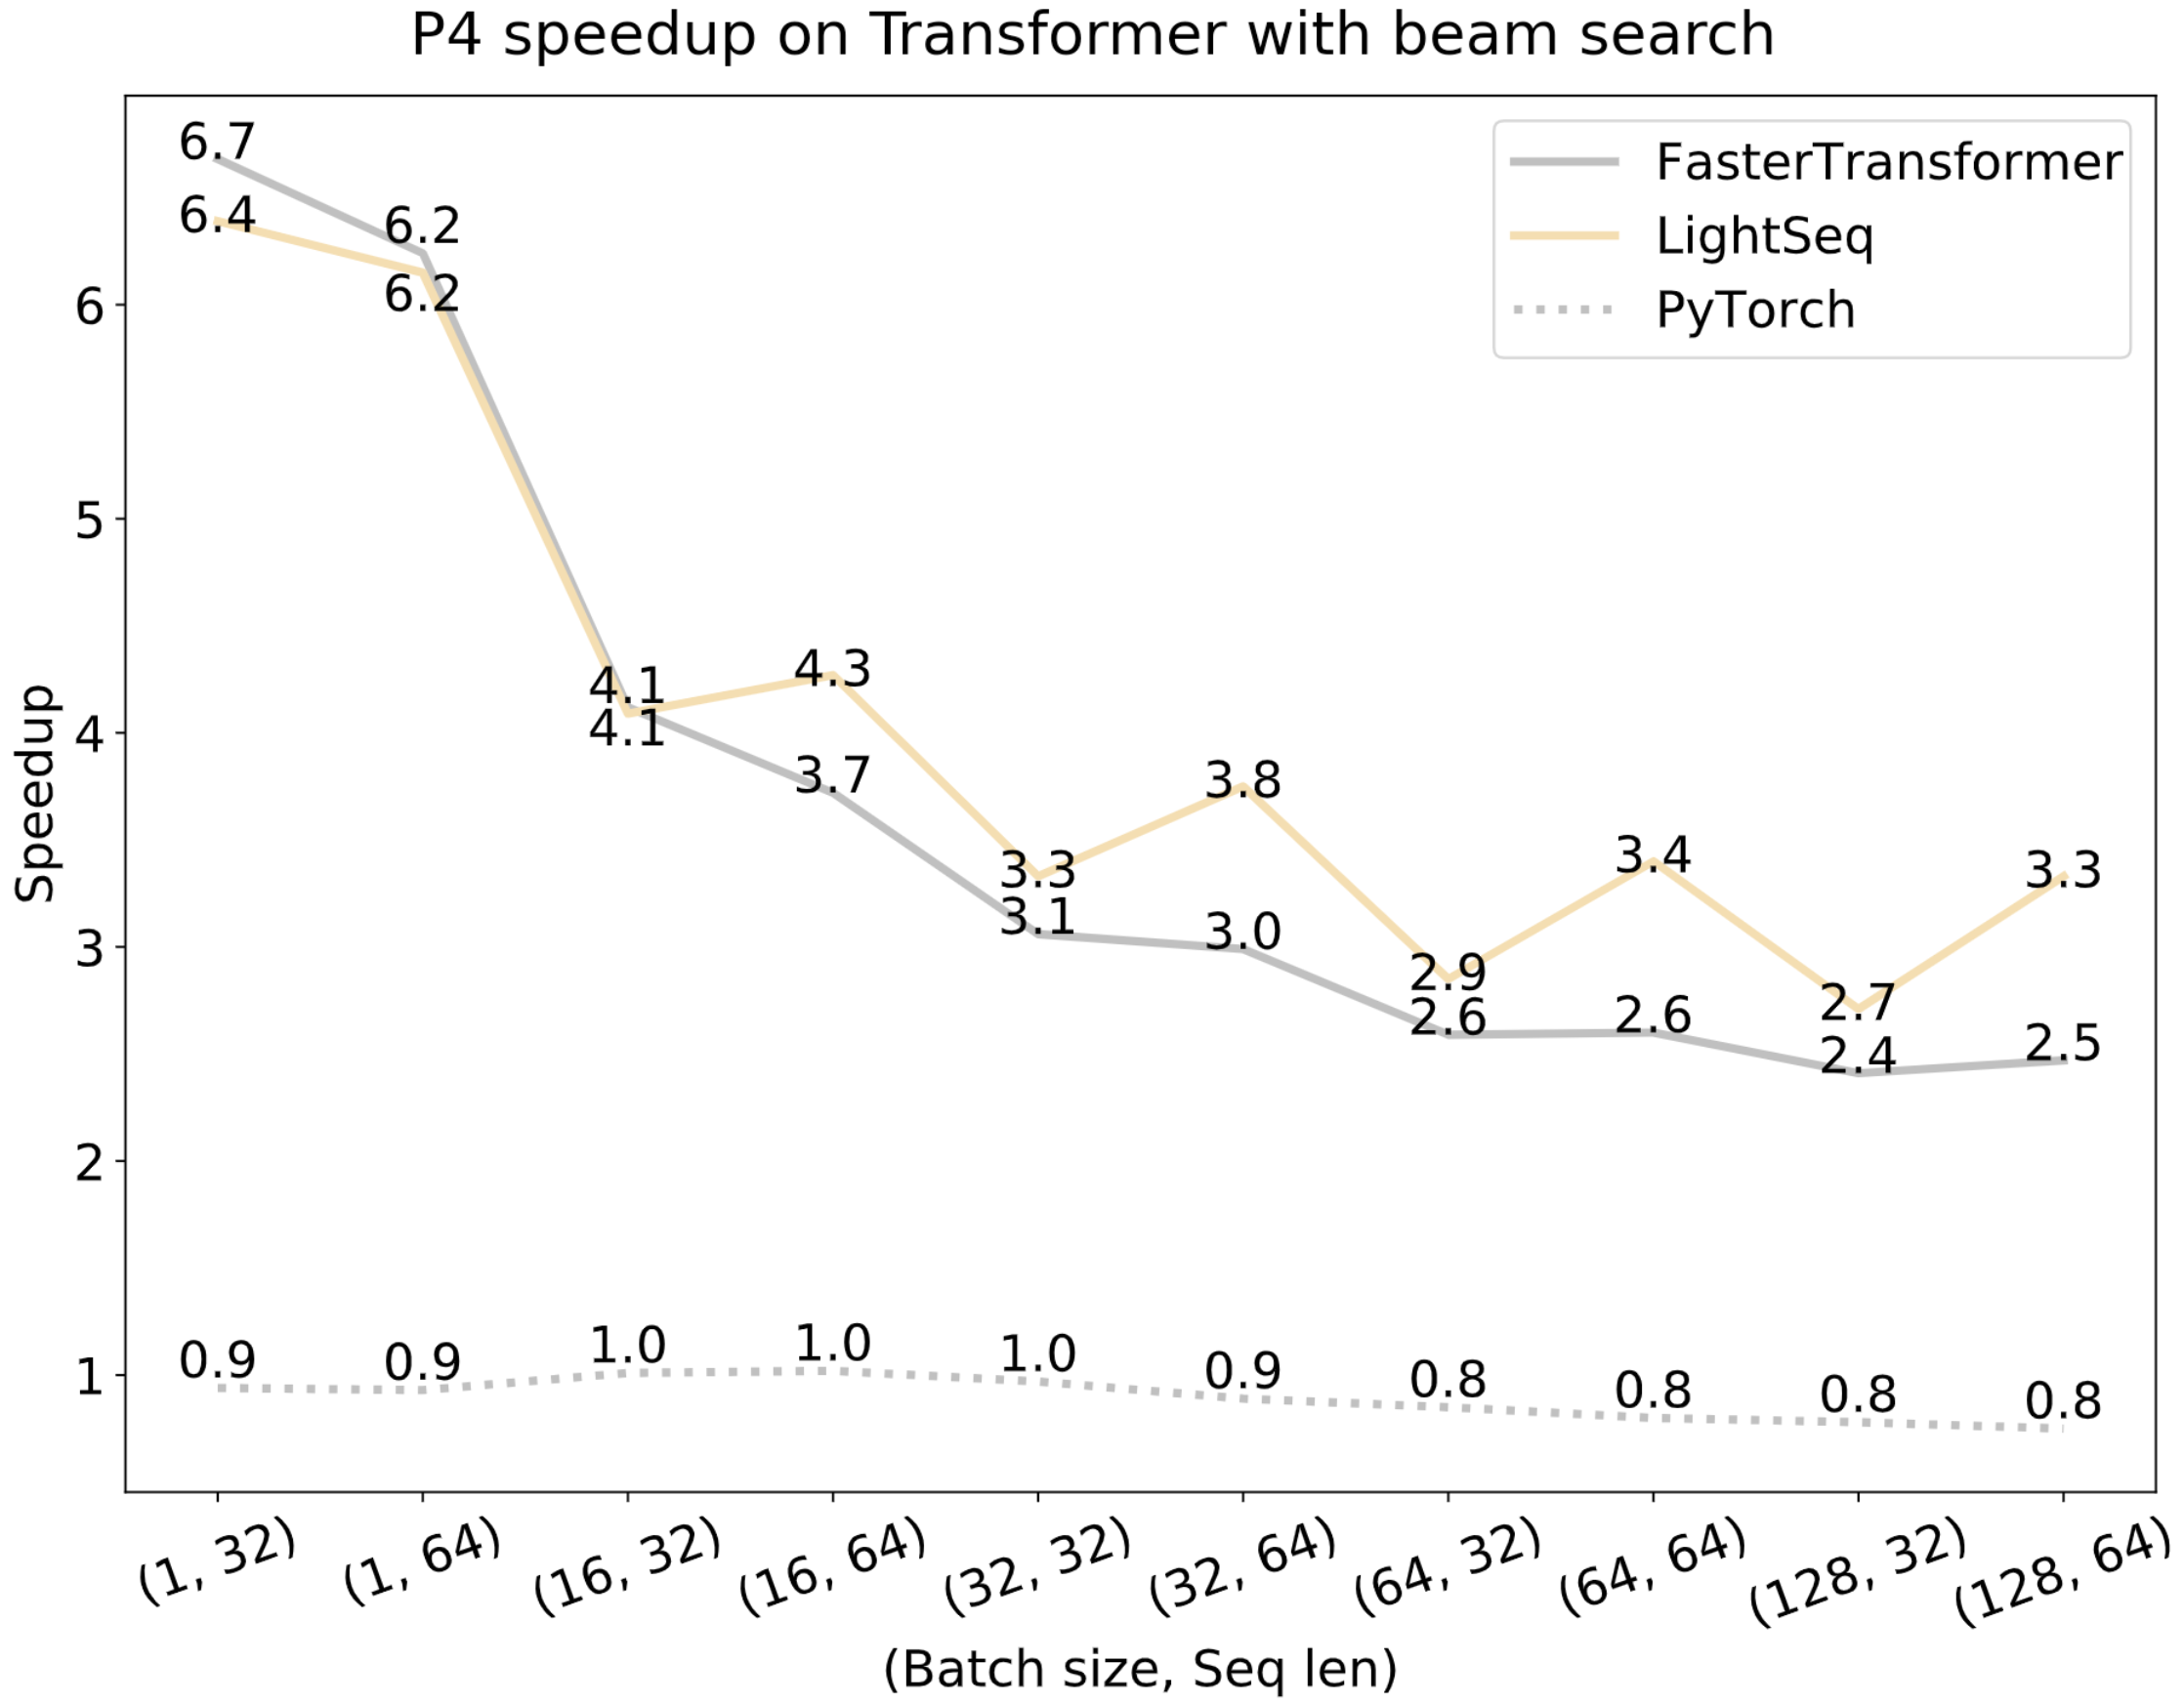 P4 speedup on Transformer with beam search
FasterTransformer
LightSeq
PyTorch
Speedup
6
5
4
3
2
1
6.7 6.2 4.1 3.7 3.1 3.0 2.6 2.6 2.4 2.5
6.4 6.2 4.1 4.3 3.3 3.8 2.9 3.4 2.7 3.3
0.9 0.9 1.0 1.0 1.0 0.9 0.8 0.8 0.8 0.8
(1, 32) (1, 64) (16, 32) (16, 64) (32, 32) (32, 64) (64, 32) (64, 64) (128, 32) (128, 64)
(Batch size, Seq len)